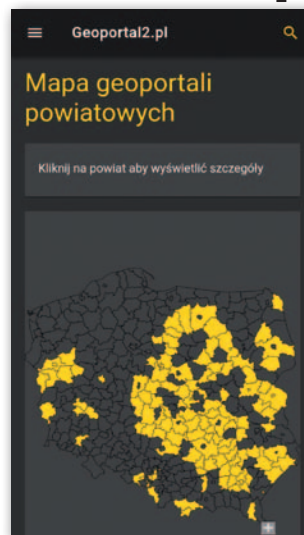 Geoportal2.pl
Mapa geoportali
powiatowych
Kliknij na powiat aby wyświetlić szczegóły